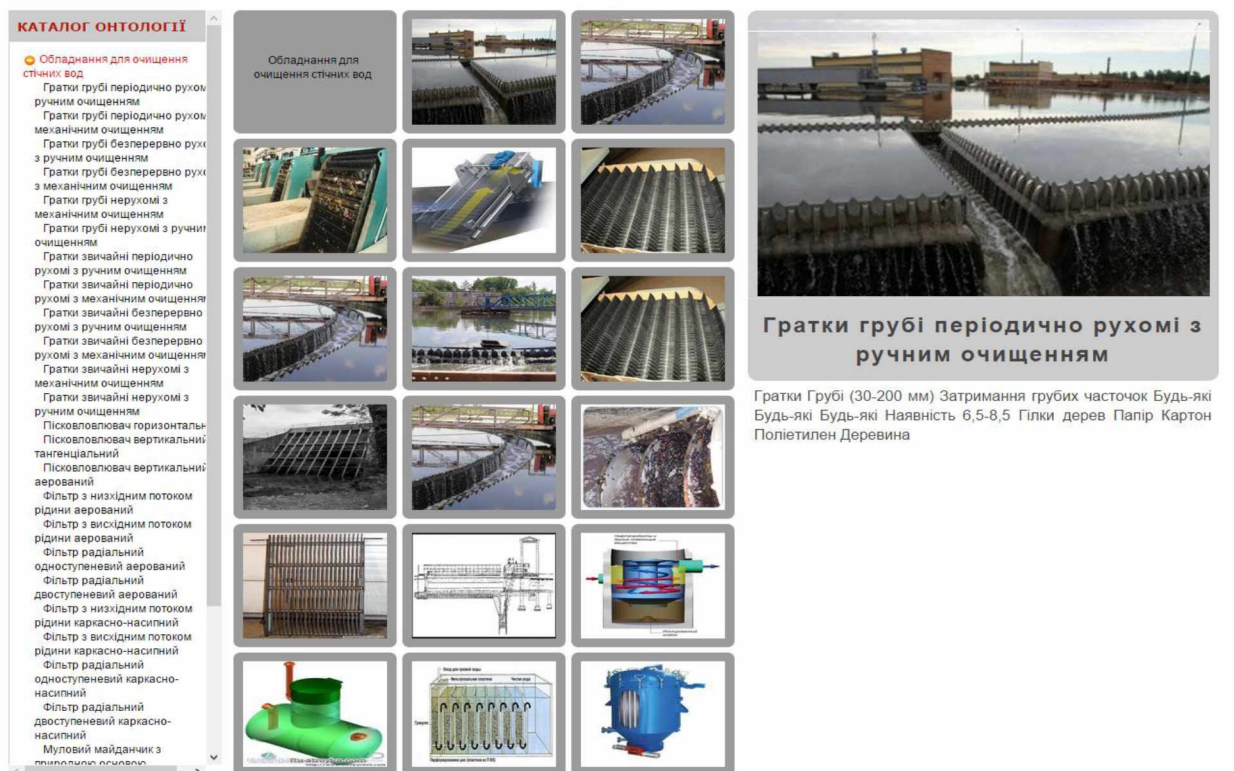 КАТАЛОГ ОНТОЛОГІЇ
Обладнання для очищення
стічних вод
Гратки грубі періодично рухом
ручним очищенням
Гратки грубі періодично рухом
механічним очищенням
Гратки грубі безперервно рухо
з ручним очищенням
Гратки грубі безперервно рухо
з механічним очищенням
Гратки грубі нерухомі з
механічним очищенням
Гратки грубі нерухомі з ручним
очищенням
Гратки звичайні періодично
рухомі з ручним очищенням
Гратки звичайні періодично
рухомі з механічним очищенням
Гратки звичайні безперервно
рухомі з ручним очищенням
Гратки звичайні безперервно
рухомі з механічним очищенням
Гратки звичайні нерухомі з
механічним очищенням
Гратки звичайні нерухомі з
ручним очищенням
Пісковловлювач горизонтальн
Пісковловлювач вертикальний
тангенціальний
Пісковловлювач вертикальний
аерований
Фільтр з низхідним потоком
рідини аерований
Фільтр з висхідним потоком
рідини аерований
Фільтр радіальний
одноступеневий аерований
Фільтр радіальний
двоступеневий аерований
Фільтр з низхідним потоком
рідини каркасно-насипний
Фільтр з висхідним потоком
рідини каркасно-насипний
Фільтр радіальний
одноступеневий каркасно-
насипний
Фільтр радіальний
двоступеневий каркасно-
насипний
Муловий майданчик з
природною основою
Обладнання для
очищення стічних вод
Гратки грубі періодично рухомі з
ручним очищенням
Гратки Грубі (30-200 мм) Затримання грубих часточок Будь-які
Будь-які Будь-які Наявність 6,5-8,5 Гілки дерев Папір Картон
Поліетилен Деревина